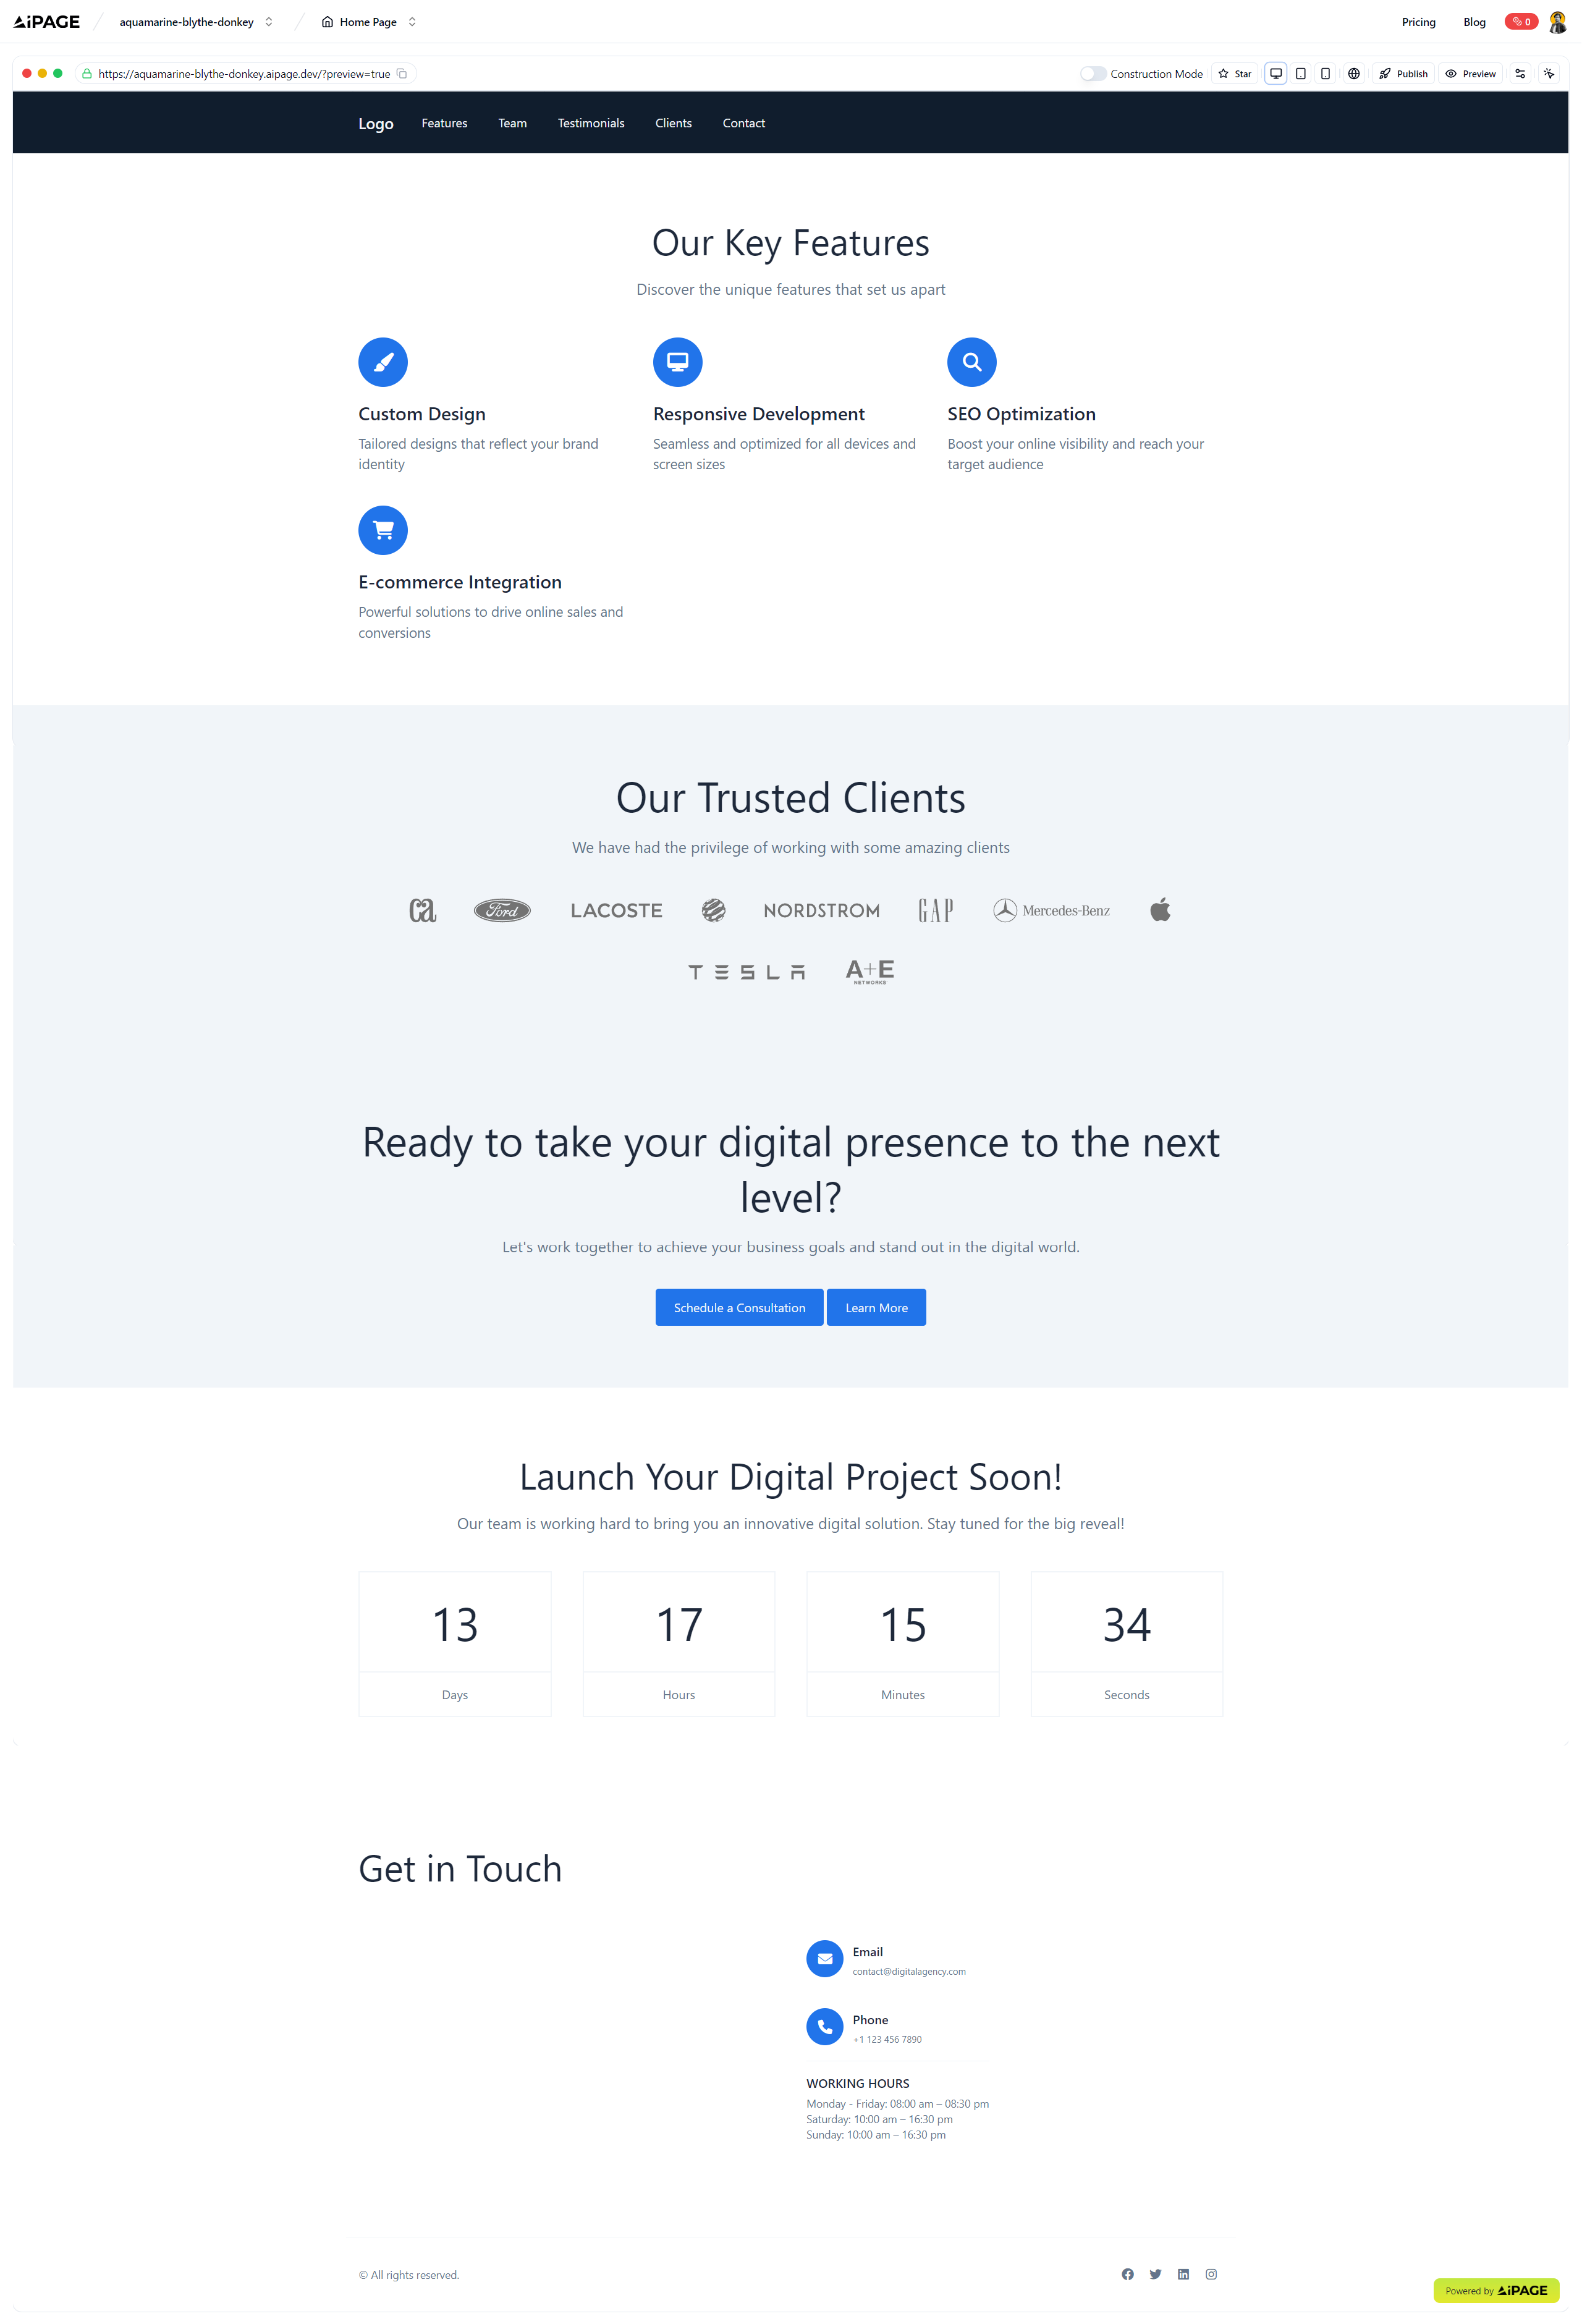 AiPAGE
aquamarine-blythe-donkey
Home Page
Pricing
Blog
0
https://aquamarine-blythe-donkey.aipage.dev/?preview=true
Construction Mode
Star
Publish
Preview
Logo
Features
Team
Testimonials
Clients
Contact
Our Key Features
Discover the unique features that set us apart
Custom Design
Tailored designs that reflect your brand
identity
Responsive Development
Seamless and optimized for all devices and
screen sizes
SEO Optimization
Boost your online visibility and reach your
target audience
E-commerce Integration
Powerful solutions to drive online sales and
conversions
Our Trusted Clients
We have had the privilege of working with some amazing clients
ca
Ford
LACOSTE
NORDSTROM
GAP
Mercedes-Benz
TESLA
A+E
NETWORKS
Ready to take your digital presence to the next
level?
Let's work together to achieve your business goals and stand out in the digital world.
Schedule a Consultation
Learn More
Launch Your Digital Project Soon!
Our team is working hard to bring you an innovative digital solution. Stay tuned for the big reveal!
13
17
15
34
Days
Hours
Minutes
Seconds
Get in Touch
Email
contact@digitalagency.com
Phone
+1 123 456 7890
WORKING HOURS
Monday - Friday: 08:00 am – 08:30 pm
Saturday: 10:00 am – 16:30 pm
Sunday: 10:00 am – 16:30 pm
© All rights reserved.
Powered by AiPAGE